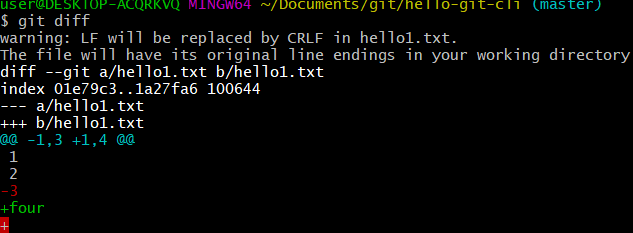 user@DESKTOP-ACQRKVQ MINGW64 ~/Documents/git/hello-git-cli (master)
$ git diff
warning: LF will be replaced by CRLF in hello1.txt.
The file will have its original line endings in your working directory
diff --git a/hello1.txt b/hello1.txt
index 01e79c3..1a27fa6 100644
--- a/hello1.txt
+++ b/hello1.txt
@@ -1,3 +1,4 @@
 1
 2
-3
+four
+